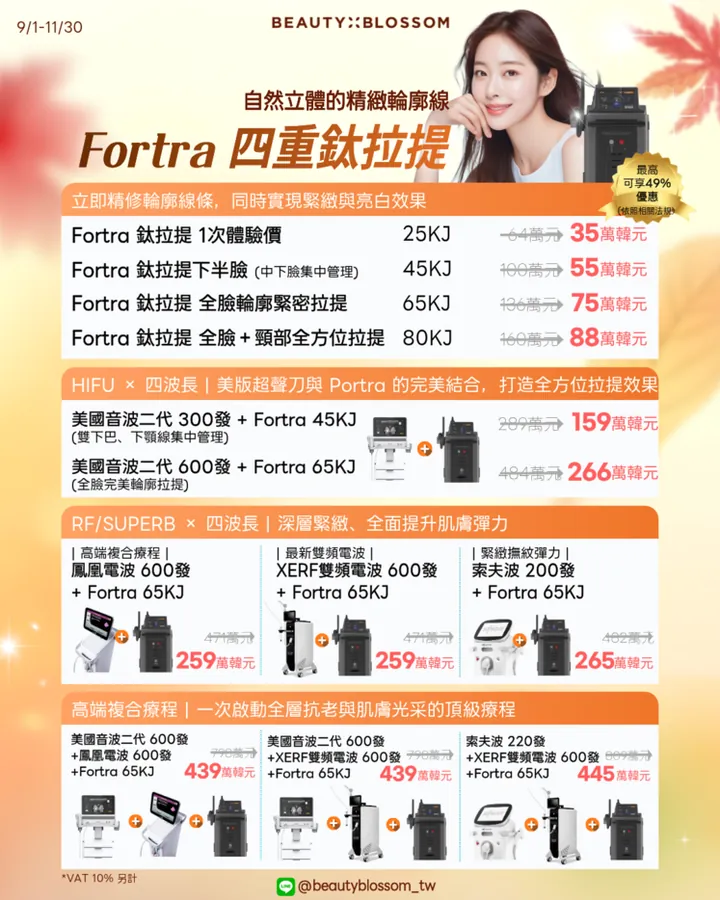 9/1-11/30
BEAUTY BLOSSOM
自然立體的精緻輪廓線
Fortra 四重鈦拉提
最高
可享49%
優惠
(依照相關法規)
立即精修輪廓線條，同時實現緊緻與亮白效果
Fortra 鈦拉提 1次體驗價 25KJ 64萬元 35萬韓元
Fortra 鈦拉提下半臉 (中下臉集中管理) 45KJ 100萬元 55萬韓元
Fortra 鈦拉提 全臉輪廓緊密拉提 65KJ 136萬元 75萬韓元
Fortra 鈦拉提 全臉＋頸部全方位拉提 80KJ 160萬元 88萬韓元
HIFU × 四波長 | 美版超聲刀與 Portra 的完美結合，打造全方位拉提效果
美國音波二代 300發 + Fortra 45KJ
(雙下巴、下顎線集中管理)
289萬元 159萬韓元
美國音波二代 600發 + Fortra 65KJ
(全臉完美輪廓拉提)
484萬元 266萬韓元
RF/SUPERB × 四波長 | 深層緊緻、全面提升肌膚彈力
| 高端複合療程 |
鳳凰電波 600發
+ Fortra 65KJ
471萬元
259萬韓元
| 最新雙頻電波 |
XERF雙頻電波 600發
+ Fortra 65KJ
471萬元
259萬韓元
| 緊緻撫紋彈力 |
索夫波 200發
+ Fortra 65KJ
482萬元
265萬韓元
高端複合療程 | 一次啟動全層抗老與肌膚光采的頂級療程
美國音波二代 600發
+鳳凰電波 600發
+Fortra 65KJ
798萬元
439萬韓元
美國音波二代 600發
+XERF雙頻電波 600發
+Fortra 65KJ
798萬元
439萬韓元
索夫波 220發
+XERF雙頻電波 600發
+Fortra 65KJ
809萬元
445萬韓元
*VAT 10% 另計
LINE
@beautyblossom_tw